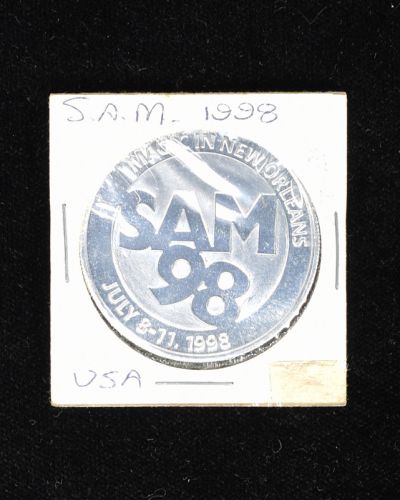 S.A.M. 1998
IN NEW ORLEANS
SAM
98
JULY 8-11, 1998
USA